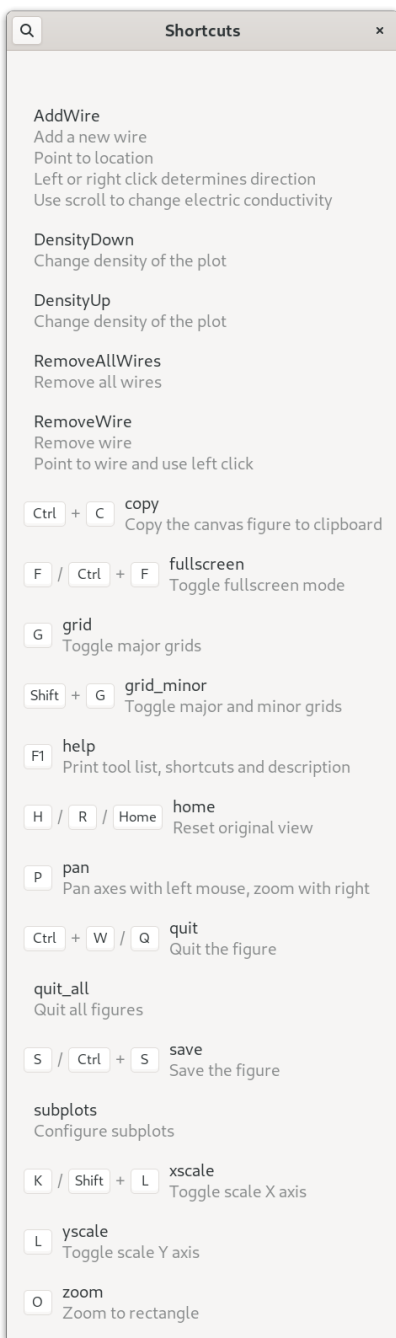 Shortcuts ×
AddWire
Add a new wire
Point to location
Left or right click determines direction
Use scroll to change electric conductivity
DensityDown
Change density of the plot
DensityUp
Change density of the plot
RemoveAllWires
Remove all wires
RemoveWire
Remove wire
Point to wire and use left click
Ctrl + C copy
Copy the canvas figure to clipboard
F / Ctrl + F fullscreen
Toggle fullscreen mode
G grid
Toggle major grids
Shift + G grid_minor
Toggle major and minor grids
F1 help
Print tool list, shortcuts and description
H / R / Home home
Reset original view
P pan
Pan axes with left mouse, zoom with right
Ctrl + W / Q quit
Quit the figure
quit_all
Quit all figures
S / Ctrl + S save
Save the figure
subplots
Configure subplots
K / Shift + L xscale
Toggle scale X axis
L yscale
Toggle scale Y axis
O zoom
Zoom to rectangle